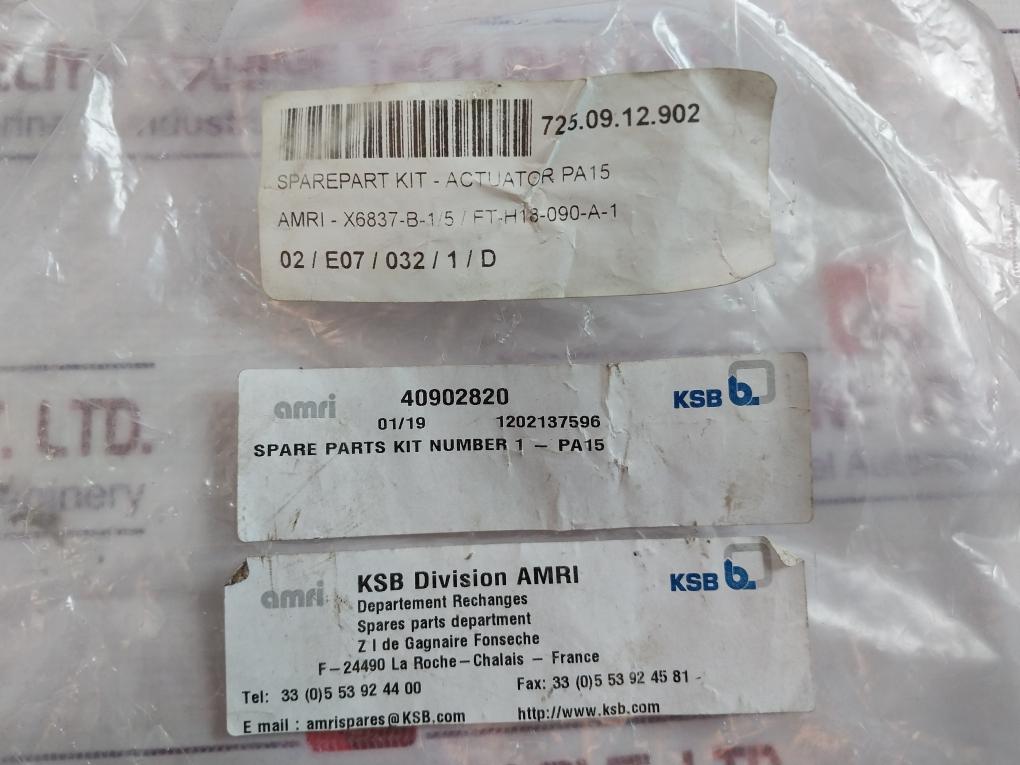 725.09.12.902
SPAREPART KIT - ACTUATOR PA15
AMRI - X6837-B-1/5 / FT-H18-090-A-1
02 / E07 / 032 / 1 / D
amri 40902820 KSB b.
01/19 1202137596
SPARE PARTS KIT NUMBER 1 — PA15
. LTD.
amri KSB Division AMRI KSB b.
Departement Rechanges
Spares parts department
Z I de Gagnaire Fonseche
F-24490 La Roche-Chalais - France
Tel: 33 (0)5 53 92 44 00 Fax: 33 (0)5 53 92 45 81
E mail : amrispares@KSB.com http://www.ksb.com